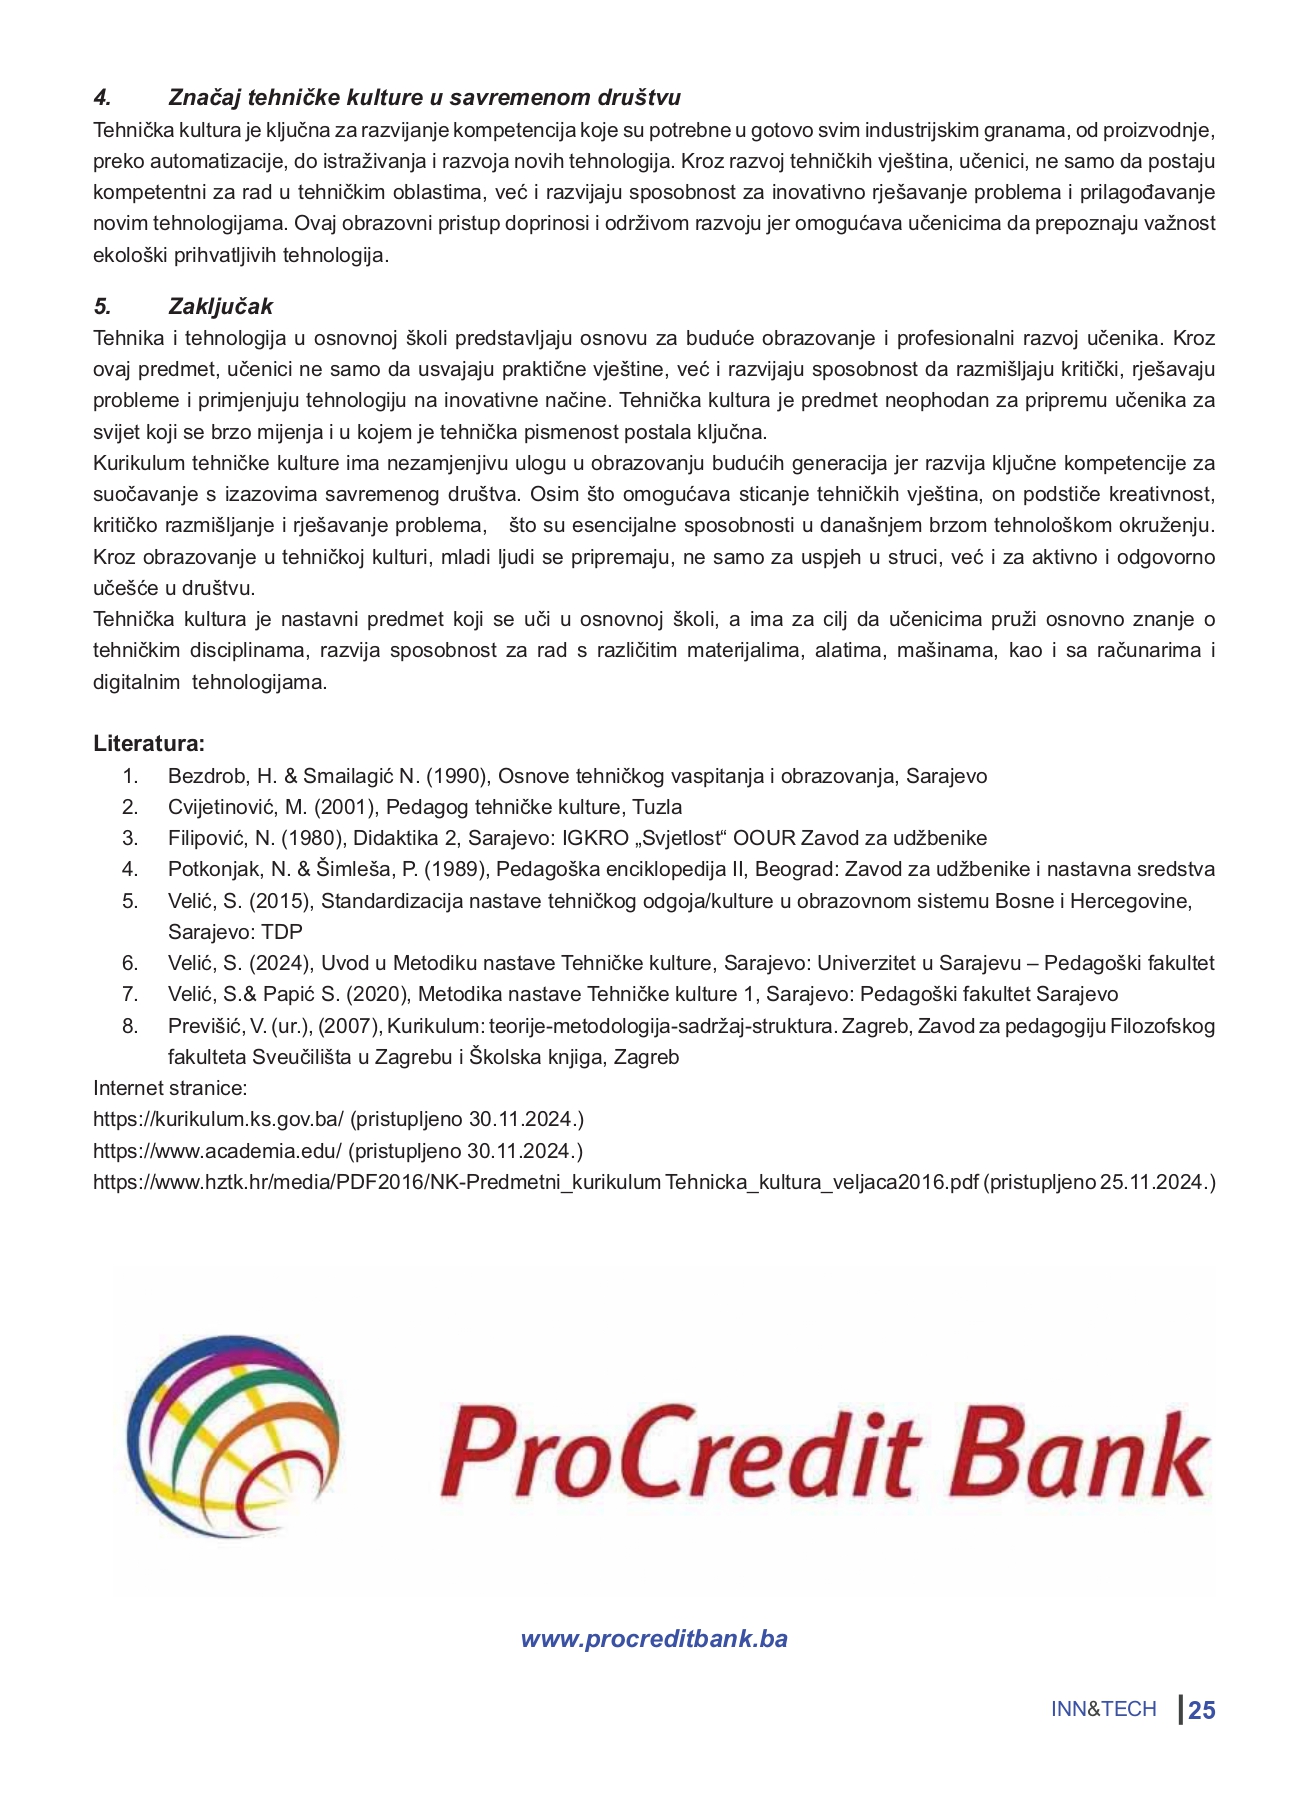 4. Značaj tehničke kulture u savremenom društvu
Tehnička kultura je ključna za razvijanje kompetencija koje su potrebne u gotovo svim industrijskim granama, od proizvodnje,
preko automatizacije, do istraživanja i razvoja novih tehnologija. Kroz razvoj tehničkih vještina, učenici, ne samo da postaju
kompetentni za rad u tehničkim oblastima, već i razvijaju sposobnost za inovativno rješavanje problema i prilagođavanje
novim tehnologijama. Ovaj obrazovni pristup doprinosi i održivom razvoju jer omogućava učenicima da prepoznaju važnost
ekološki prihvatljivih tehnologija.
5. Zaključak
Tehnika i tehnologija u osnovnoj školi predstavljaju osnovu za buduće obrazovanje i profesionalni razvoj učenika. Kroz
ovaj predmet, učenici ne samo da usvajaju praktične vještine, već i razvijaju sposobnost da razmišljaju kritički, rješavaju
probleme i primjenjuju tehnologiju na inovativne načine. Tehnička kultura je predmet neophodan za pripremu učenika za
svijet koji se brzo mijenja i u kojem je tehnička pismenost postala ključna.
Kurikulum tehničke kulture ima nezamjenjivu ulogu u obrazovanju budućih generacija jer razvija ključne kompetencije za
suočavanje s izazovima savremenog društva. Osim što omogućava sticanje tehničkih vještina, on podstiče kreativnost,
kritičko razmišljanje i rješavanje problema, što su esencijalne sposobnosti u današnjem brzom tehnološkom okruženju.
Kroz obrazovanje u tehničkoj kulturi, mladi ljudi se pripremaju, ne samo za uspjeh u struci, već i za aktivno i odgovorno
učešće u društvu.
Tehnička kultura je nastavni predmet koji se uči u osnovnoj školi, a ima za cilj da učenicima pruži osnovno znanje o
tehničkim disciplinama, razvija sposobnost za rad s različitim materijalima, alatima, mašinama, kao i sa računarima i
digitalnim tehnologijama.
Literatura:
1. Bezdrob, H. & Smailagić N. (1990), Osnove tehničkog vaspitanja i obrazovanja, Sarajevo
2. Cvijetinović, M. (2001), Pedagog tehničke kulture, Tuzla
3. Filipović, N. (1980), Didaktika 2, Sarajevo: IGKRO „Svjetlost“ OOUR Zavod za udžbenike
4. Potkonjak, N. & Šimleša, P. (1989), Pedagoška enciklopedija II, Beograd: Zavod za udžbenike i nastavna sredstva
5. Velić, S. (2015), Standardizacija nastave tehničkog odgoja/kulture u obrazovnom sistemu Bosne i Hercegovine,
Sarajevo: TDP
6. Velić, S. (2024), Uvod u Metodiku nastave Tehničke kulture, Sarajevo: Univerzitet u Sarajevu – Pedagoški fakultet
7. Velić, S.& Papić S. (2020), Metodika nastave Tehničke kulture 1, Sarajevo: Pedagoški fakultet Sarajevo
8. Previšić, V. (ur.), (2007), Kurikulum: teorije-metodologija-sadržaj-struktura. Zagreb, Zavod za pedagogiju Filozofskog
fakulteta Sveučilišta u Zagrebu i Školska knjiga, Zagreb
Internet stranice:
https://kurikulum.ks.gov.ba/ (pristupljeno 30.11.2024.)
https://www.academia.edu/ (pristupljeno 30.11.2024.)
https://www.hztk.hr/media/PDF2016/NK-Predmetni_kurikulum Tehnicka_kultura_veljaca2016.pdf (pristupljeno 25.11.2024.)
ProCredit Bank
www.procreditbank.ba
INN&TECH 25